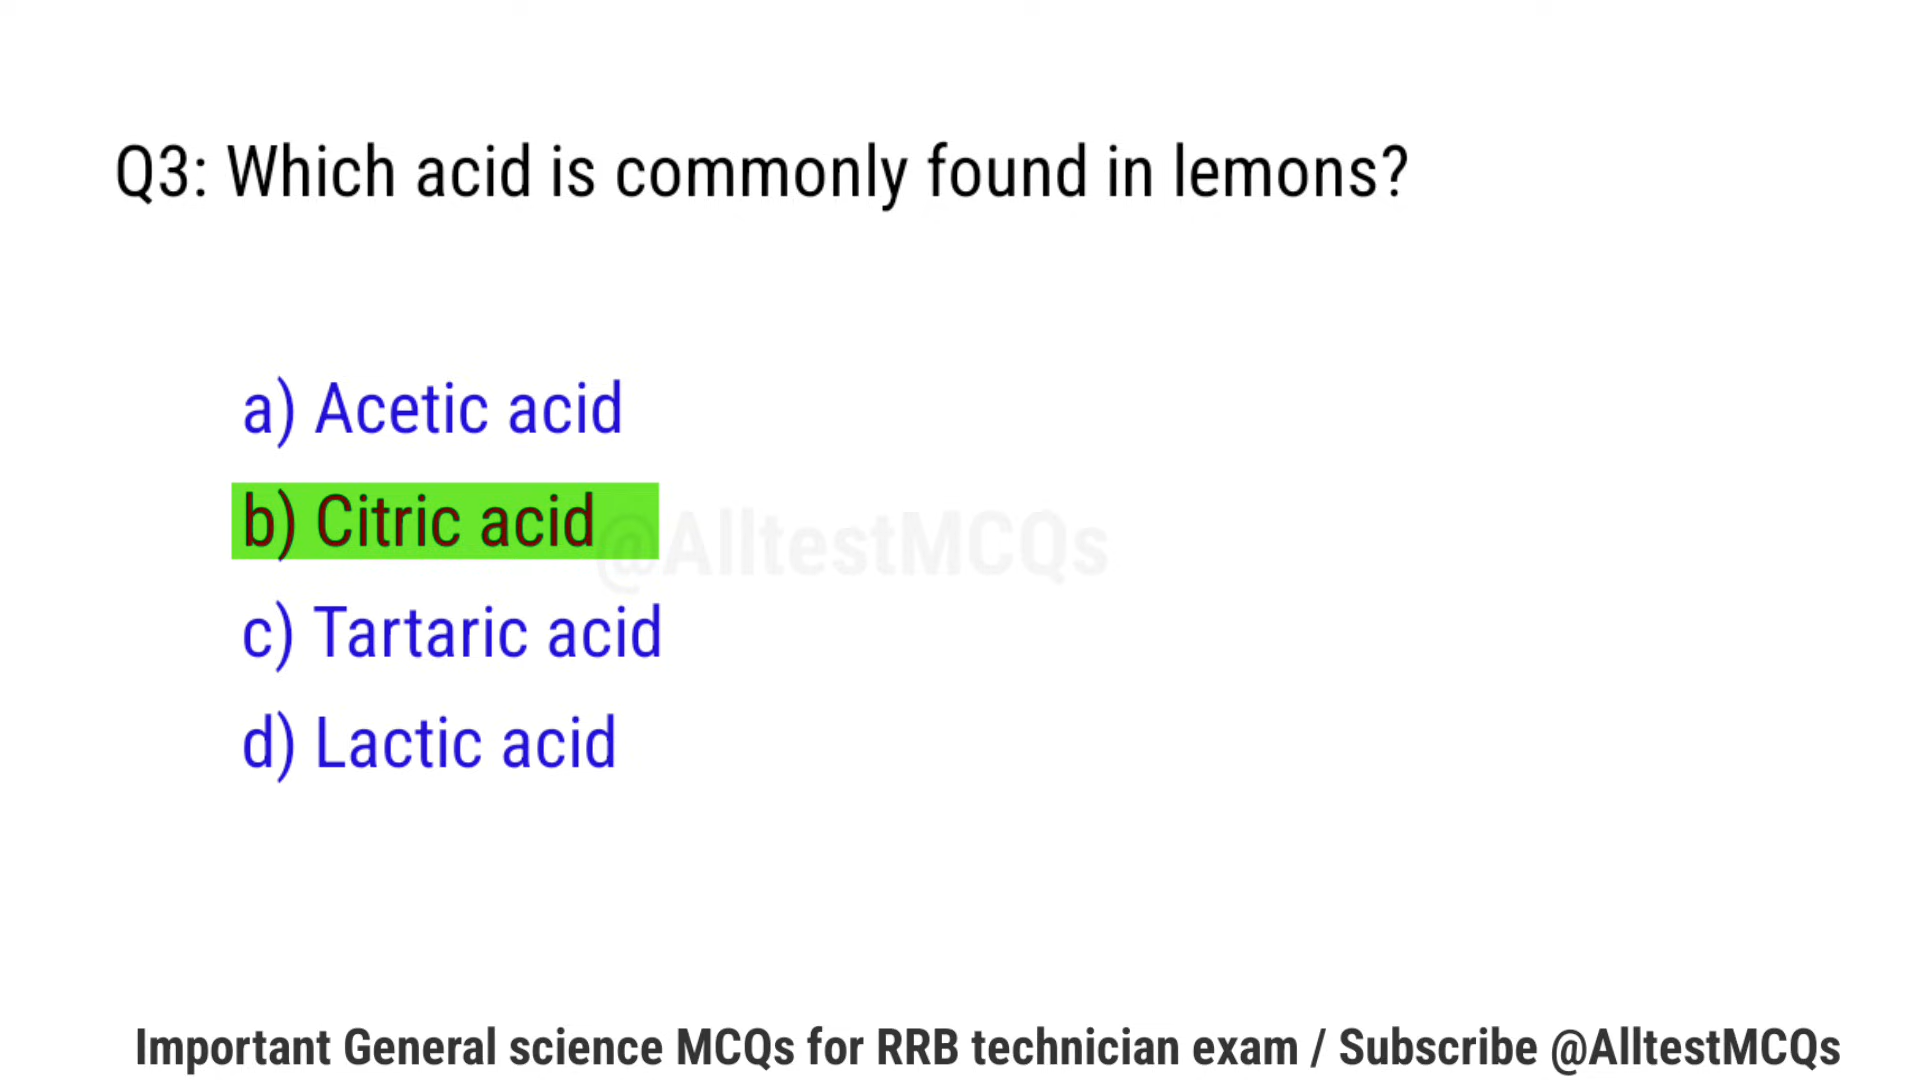 Q3: Which acid is commonly found in lemons?
a) Acetic acid
b) Citric acid
@AlltestMCQs
c) Tartaric acid
d) Lactic acid
Important General science MCQs for RRB technician exam / Subscribe @AlltestMCQs